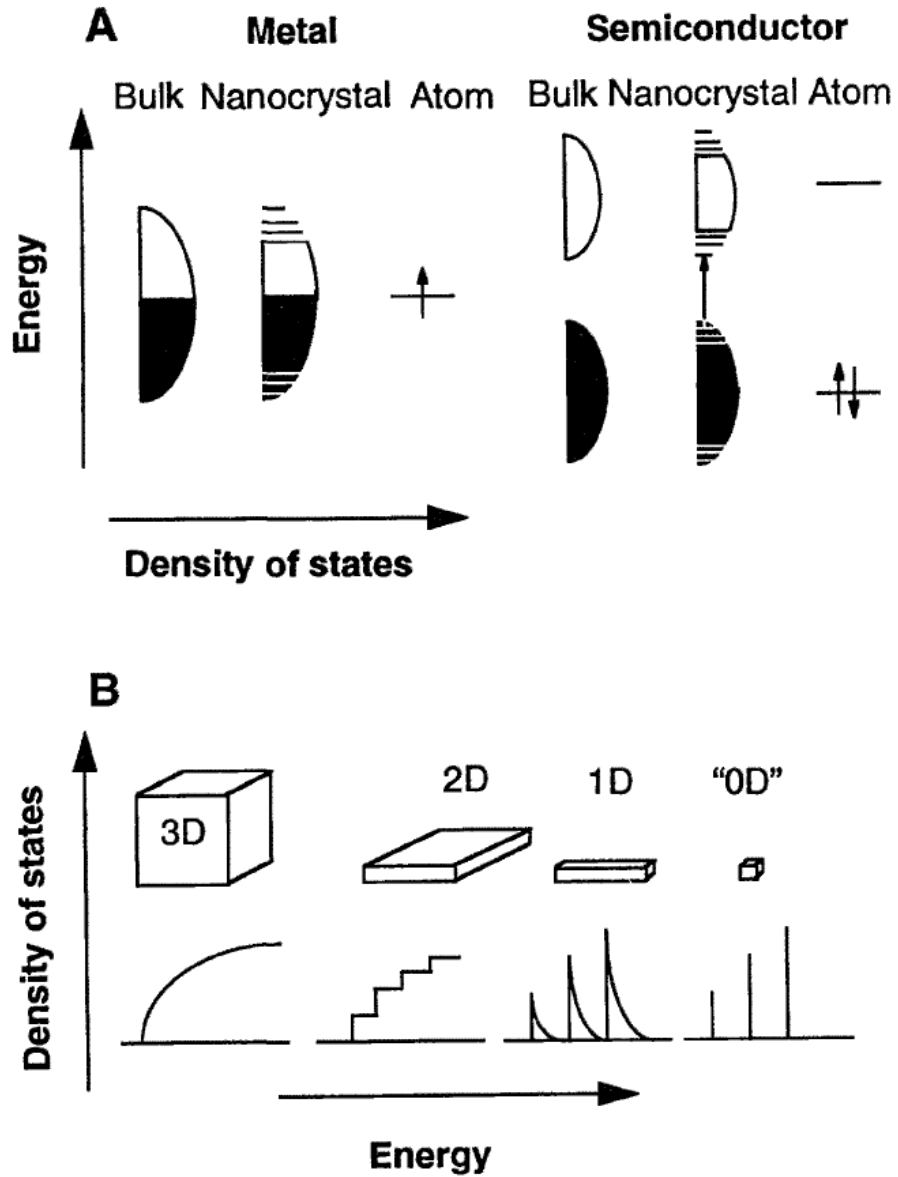 A
Metal
Semiconductor
Bulk Nanocrystal Atom
Bulk Nanocrystal Atom
Energy
Density of states
B
Density of states
3D
2D
1D
“0D”
Energy